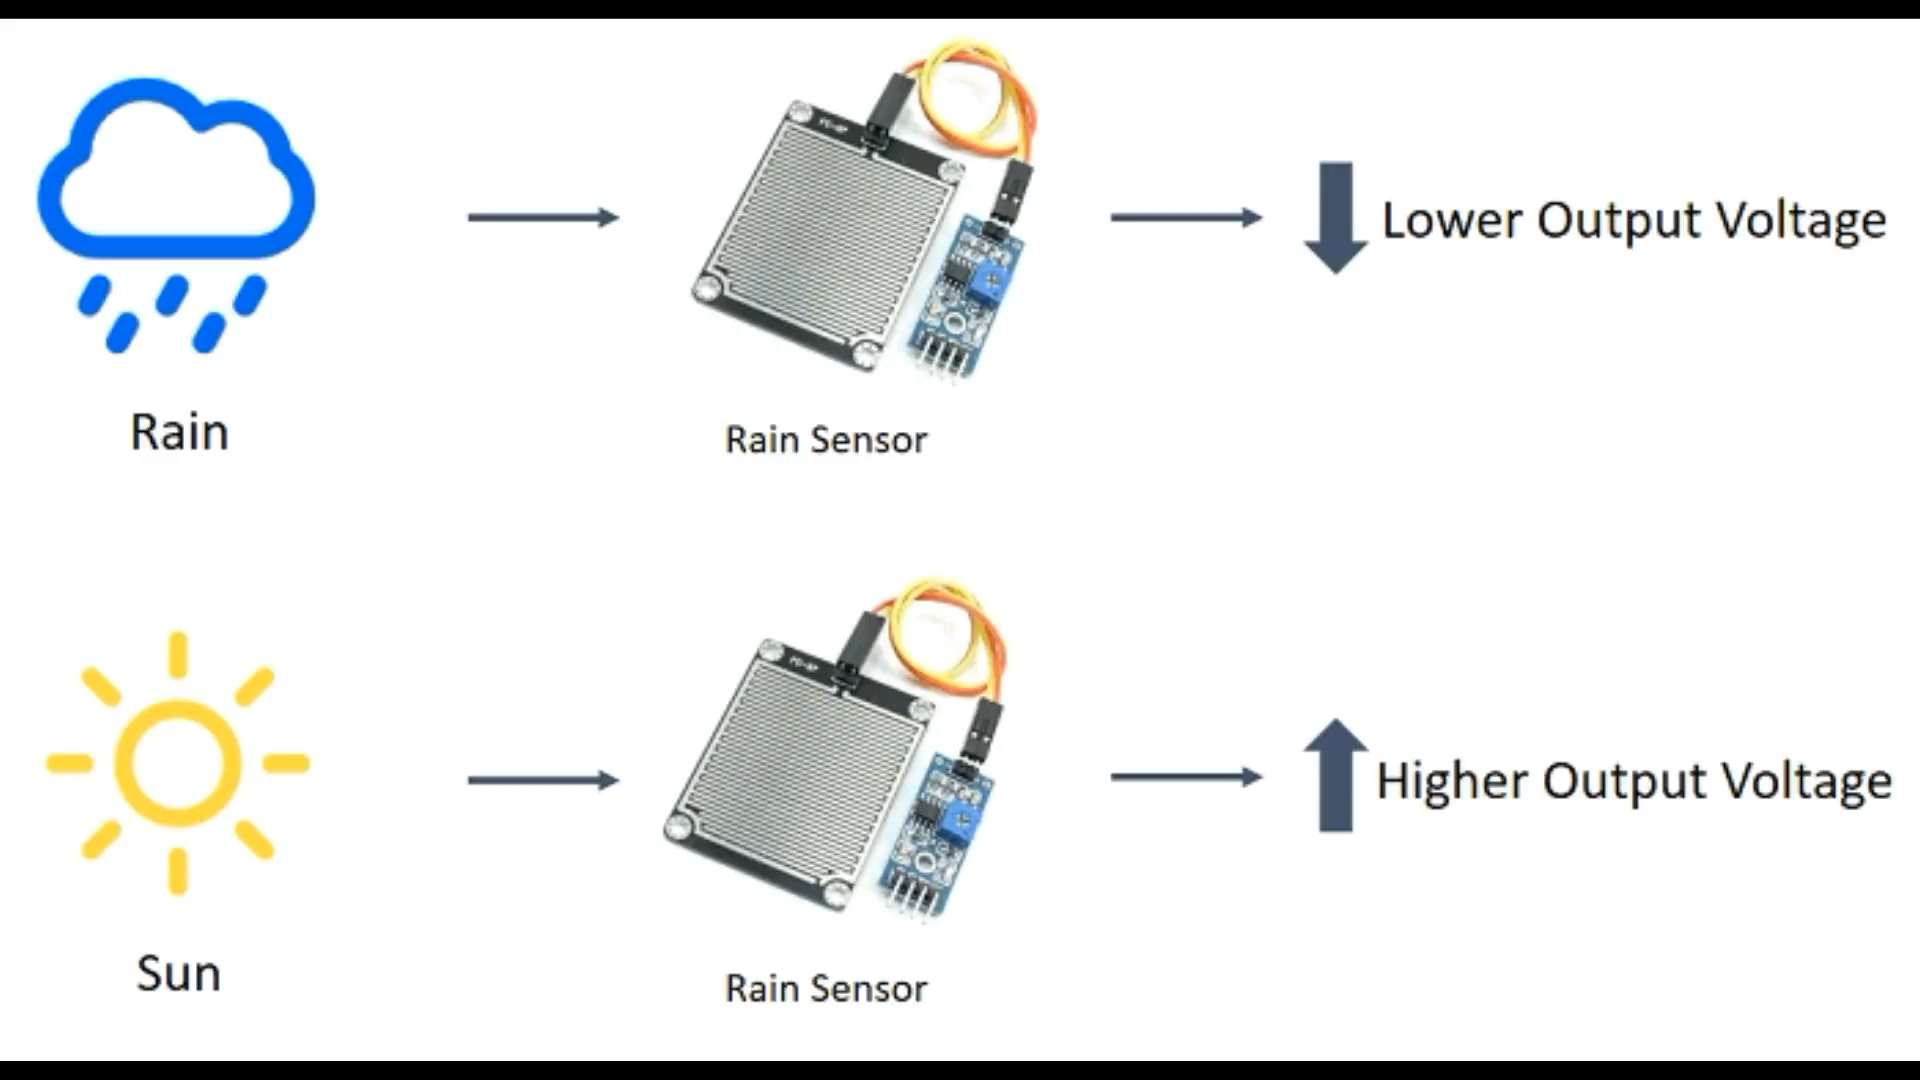 Rain
Rain Sensor
Lower Output Voltage
Sun
Rain Sensor
Higher Output Voltage